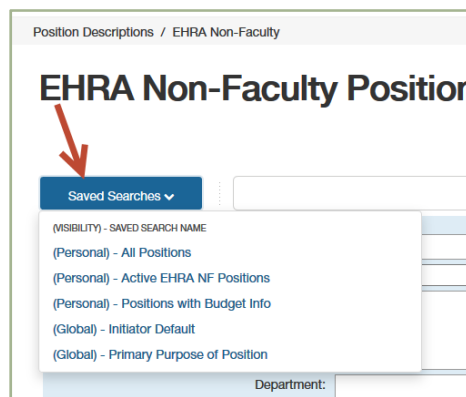 Position Descriptions / EHRA Non-Faculty
EHRA Non-Faculty Position
Saved Searches
(VISIBILITY) - SAVED SEARCH NAME
(Personal) - All Positions
(Personal) - Active EHRA NF Positions
(Personal) - Positions with Budget Info
(Global) - Initiator Default
(Global) - Primary Purpose of Position
Department: